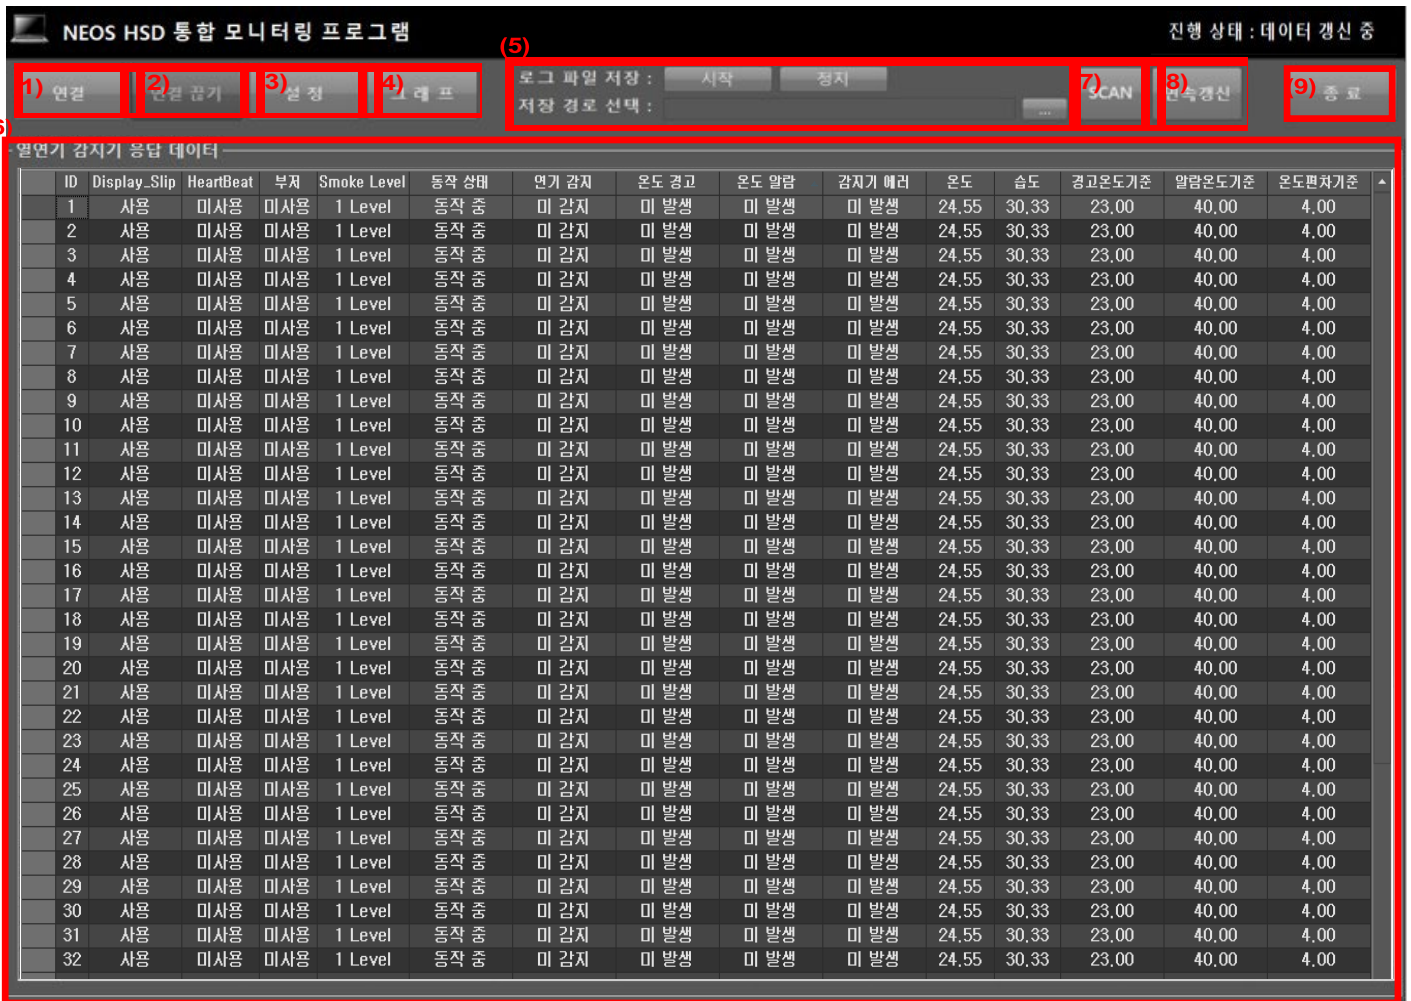 NEOS HSD 통합 모니터링 프로그램
진행 상태 : 데이터 갱신 중
1) 연결
2) 연결 끊기
3) 설 정
4) 그 래 프
(5)
로그 파일 저장 : 시작 정지
저장 경로 선택 : ...
7) SCAN
8) 연속갱신
(9) 종 료
6)
열연기 감지기 응답 데이터
ID Display_Slip HeartBeat 부저 Smoke Level 동작 상태 연기 감지 온도 경고 온도 알람 감지기 에러 온도 습도 경고온도기준 알람온도기준 온도편차기준
1 사용 미사용 미사용 1 Level 동작 중 미 감지 미 발생 미 발생 미 발생 24.55 30.33 23.00 40.00 4.00
2 사용 미사용 미사용 1 Level 동작 중 미 감지 미 발생 미 발생 미 발생 24.55 30.33 23.00 40.00 4.00
3 사용 미사용 미사용 1 Level 동작 중 미 감지 미 발생 미 발생 미 발생 24.55 30.33 23.00 40.00 4.00
4 사용 미사용 미사용 1 Level 동작 중 미 감지 미 발생 미 발생 미 발생 24.55 30.33 23.00 40.00 4.00
5 사용 미사용 미사용 1 Level 동작 중 미 감지 미 발생 미 발생 미 발생 24.55 30.33 23.00 40.00 4.00
6 사용 미사용 미사용 1 Level 동작 중 미 감지 미 발생 미 발생 미 발생 24.55 30.33 23.00 40.00 4.00
7 사용 미사용 미사용 1 Level 동작 중 미 감지 미 발생 미 발생 미 발생 24.55 30.33 23.00 40.00 4.00
8 사용 미사용 미사용 1 Level 동작 중 미 감지 미 발생 미 발생 미 발생 24.55 30.33 23.00 40.00 4.00
9 사용 미사용 미사용 1 Level 동작 중 미 감지 미 발생 미 발생 미 발생 24.55 30.33 23.00 40.00 4.00
10 사용 미사용 미사용 1 Level 동작 중 미 감지 미 발생 미 발생 미 발생 24.55 30.33 23.00 40.00 4.00
11 사용 미사용 미사용 1 Level 동작 중 미 감지 미 발생 미 발생 미 발생 24.55 30.33 23.00 40.00 4.00
12 사용 미사용 미사용 1 Level 동작 중 미 감지 미 발생 미 발생 미 발생 24.55 30.33 23.00 40.00 4.00
13 사용 미사용 미사용 1 Level 동작 중 미 감지 미 발생 미 발생 미 발생 24.55 30.33 23.00 40.00 4.00
14 사용 미사용 미사용 1 Level 동작 중 미 감지 미 발생 미 발생 미 발생 24.55 30.33 23.00 40.00 4.00
15 사용 미사용 미사용 1 Level 동작 중 미 감지 미 발생 미 발생 미 발생 24.55 30.33 23.00 40.00 4.00
16 사용 미사용 미사용 1 Level 동작 중 미 감지 미 발생 미 발생 미 발생 24.55 30.33 23.00 40.00 4.00
17 사용 미사용 미사용 1 Level 동작 중 미 감지 미 발생 미 발생 미 발생 24.55 30.33 23.00 40.00 4.00
18 사용 미사용 미사용 1 Level 동작 중 미 감지 미 발생 미 발생 미 발생 24.55 30.33 23.00 40.00 4.00
19 사용 미사용 미사용 1 Level 동작 중 미 감지 미 발생 미 발생 미 발생 24.55 30.33 23.00 40.00 4.00
20 사용 미사용 미사용 1 Level 동작 중 미 감지 미 발생 미 발생 미 발생 24.55 30.33 23.00 40.00 4.00
21 사용 미사용 미사용 1 Level 동작 중 미 감지 미 발생 미 발생 미 발생 24.55 30.33 23.00 40.00 4.00
22 사용 미사용 미사용 1 Level 동작 중 미 감지 미 발생 미 발생 미 발생 24.55 30.33 23.00 40.00 4.00
23 사용 미사용 미사용 1 Level 동작 중 미 감지 미 발생 미 발생 미 발생 24.55 30.33 23.00 40.00 4.00
24 사용 미사용 미사용 1 Level 동작 중 미 감지 미 발생 미 발생 미 발생 24.55 30.33 23.00 40.00 4.00
25 사용 미사용 미사용 1 Level 동작 중 미 감지 미 발생 미 발생 미 발생 24.55 30.33 23.00 40.00 4.00
26 사용 미사용 미사용 1 Level 동작 중 미 감지 미 발생 미 발생 미 발생 24.55 30.33 23.00 40.00 4.00
27 사용 미사용 미사용 1 Level 동작 중 미 감지 미 발생 미 발생 미 발생 24.55 30.33 23.00 40.00 4.00
28 사용 미사용 미사용 1 Level 동작 중 미 감지 미 발생 미 발생 미 발생 24.55 30.33 23.00 40.00 4.00
29 사용 미사용 미사용 1 Level 동작 중 미 감지 미 발생 미 발생 미 발생 24.55 30.33 23.00 40.00 4.00
30 사용 미사용 미사용 1 Level 동작 중 미 감지 미 발생 미 발생 미 발생 24.55 30.33 23.00 40.00 4.00
31 사용 미사용 미사용 1 Level 동작 중 미 감지 미 발생 미 발생 미 발생 24.55 30.33 23.00 40.00 4.00
32 사용 미사용 미사용 1 Level 동작 중 미 감지 미 발생 미 발생 미 발생 24.55 30.33 23.00 40.00 4.00